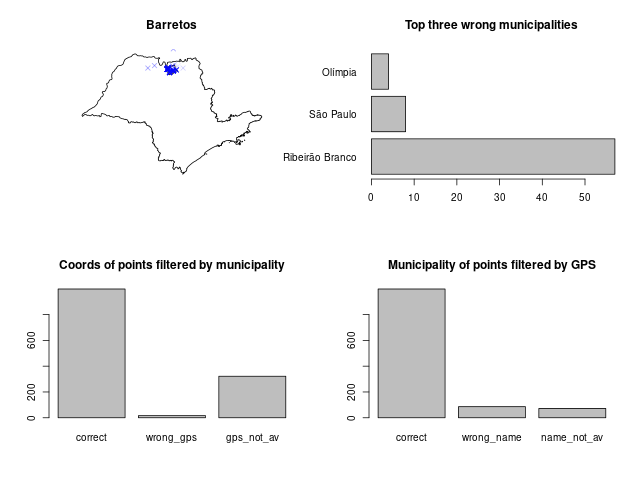 Barretos
Top three wrong municipalities
Olímpia
São Paulo
Ribeirão Branco
0 10 20 30 40 50
Coords of points filtered by municipality
600
200
0
correct wrong_gps gps_not_av
Municipality of points filtered by GPS
600
200
0
correct wrong_name name_not_av